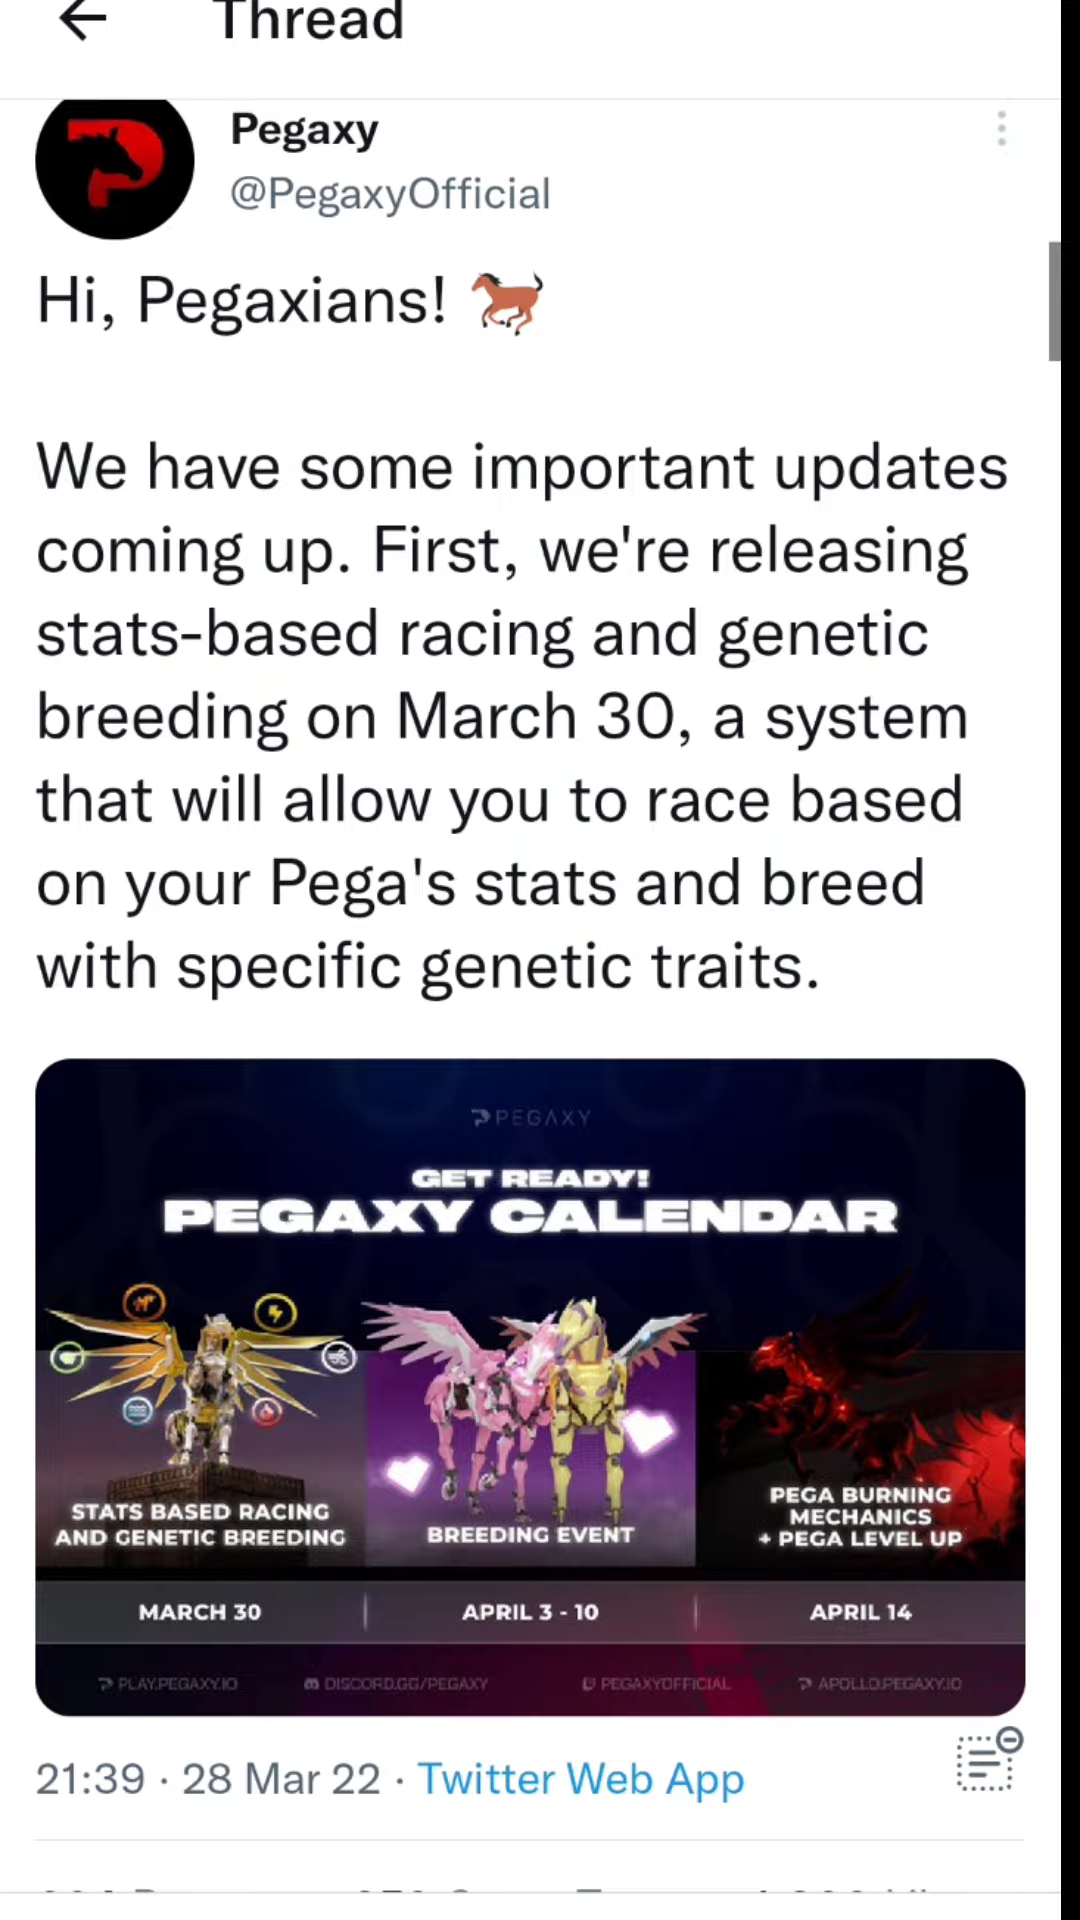 Thread
Pegaxy
@PegaxyOfficial
Hi, Pegaxians!
We have some important updates
coming up. First, we're releasing
stats-based racing and genetic
breeding on March 30, a system
that will allow you to race based
on your Pega's stats and breed
with specific genetic traits.
PEGAXY
GET READY!
PEGAXY CALENDAR
STATS BASED RACING
AND GENETIC BREEDING
BREEDING EVENT
PEGA BURNING
MECHANICS
+ PEGA LEVEL UP
MARCH 30
APRIL 3 - 10
APRIL 14
PLAY.PEGAXY.IO
DISCORD.GG/PEGAXY
PEGAXYOFFICIAL
APOLLO.PEGAXY.IO
21:39 · 28 Mar 22 · Twitter Web App